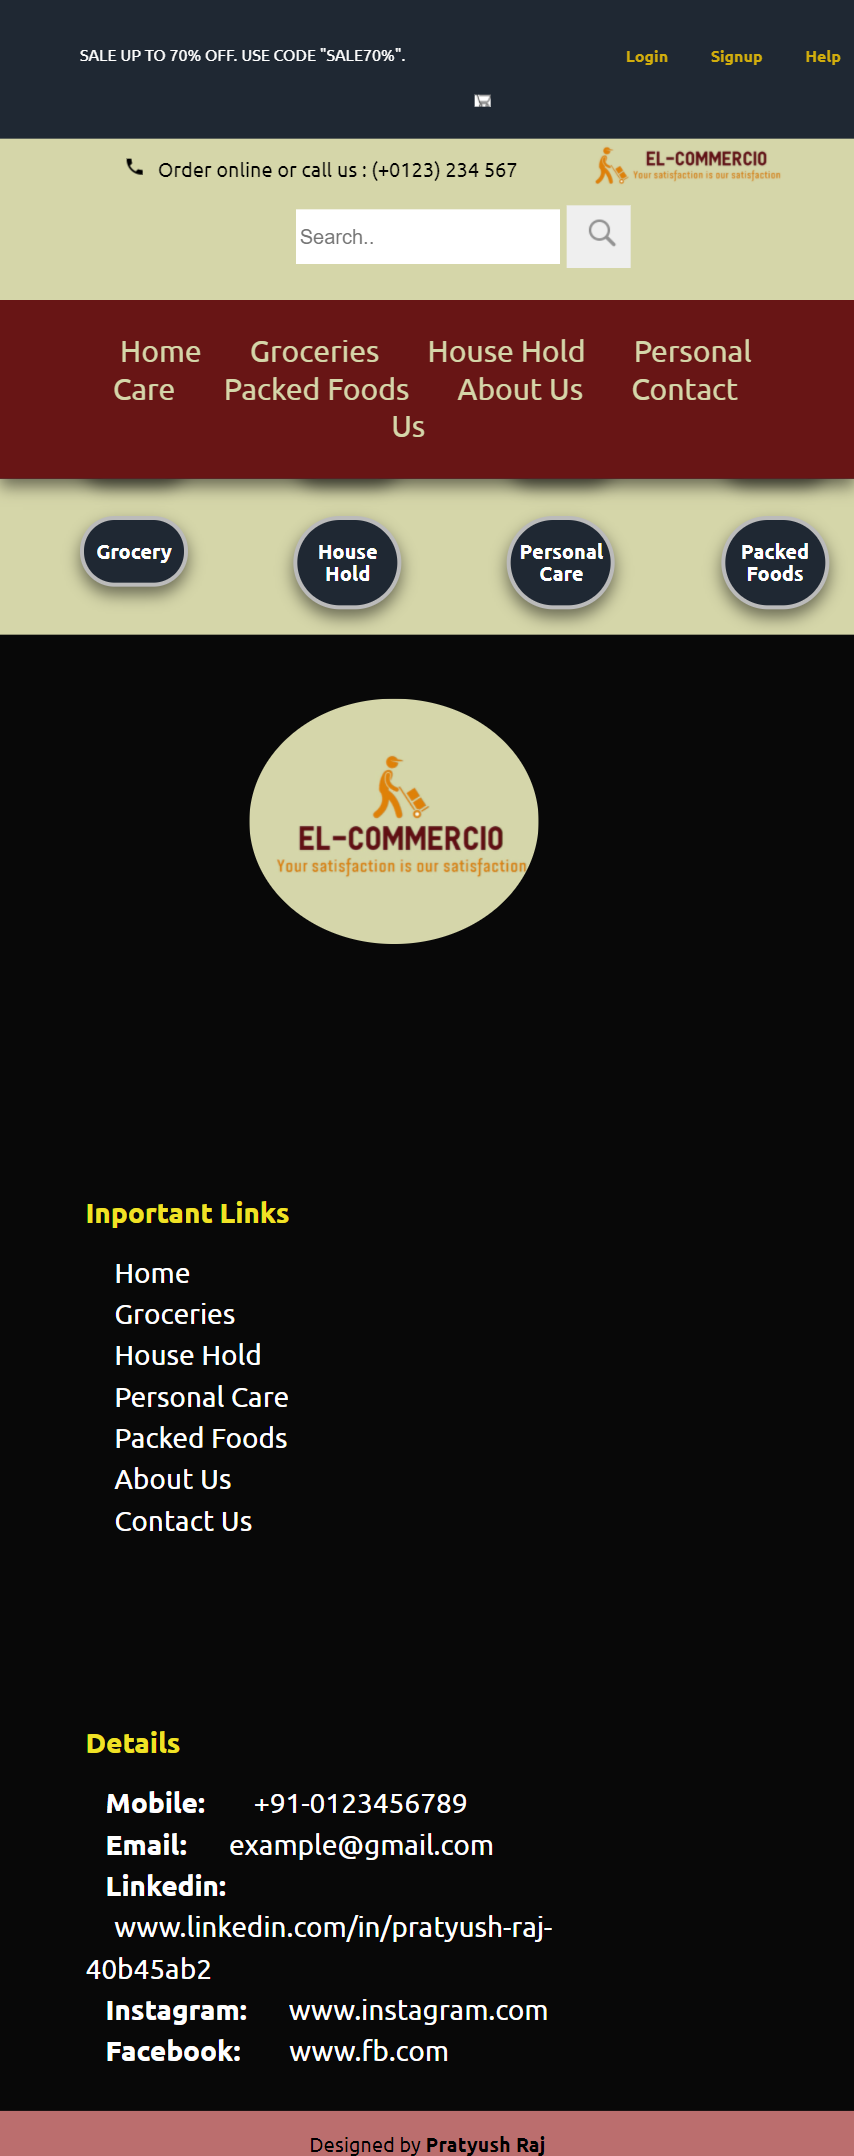 SALE UP TO 70% OFF. USE CODE "SALE70%".
Login Signup Help
Order online or call us : (+0123) 234 567
EL-COMMERCIO
Your satisfaction is our satisfaction
Search..
Home Groceries House Hold Personal
Care Packed Foods About Us Contact
Us
Grocery
House
Hold
Personal
Care
Packed
Foods
EL-COMMERCIO
Your satisfaction is our satisfaction
Inportant Links
Home
Groceries
House Hold
Personal Care
Packed Foods
About Us
Contact Us
Details
Mobile: +91-0123456789
Email: example@gmail.com
Linkedin:
www.linkedin.com/in/pratyush-raj-
40b45ab2
Instagram: www.instagram.com
Facebook: www.fb.com
Designed by Pratyush Raj